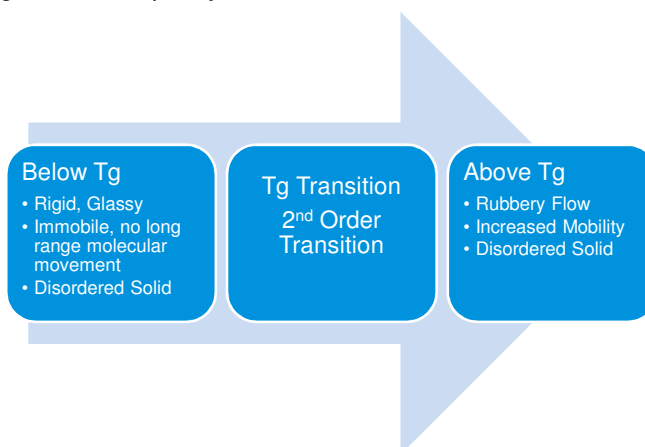 Below Tg
• Rigid, Glassy
• Immobile, no long
range molecular
movement
• Disordered Solid
Tg Transition
2nd Order
Transition
Above Tg
• Rubbery Flow
• Increased Mobility
• Disordered Solid